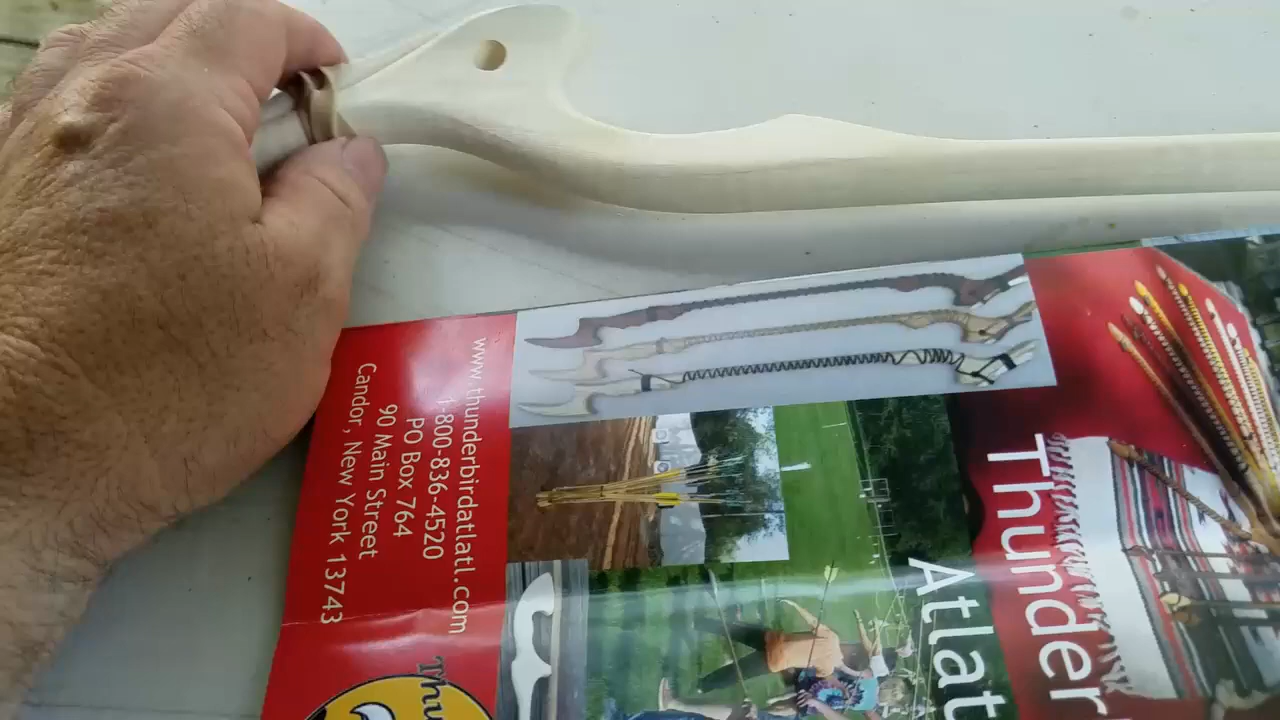 www.thunderbirdatlatl.com
1-800-836-4520
PO Box 764
90 Main Street
Candor, New York 13743
Thunder
Atlat
Thu